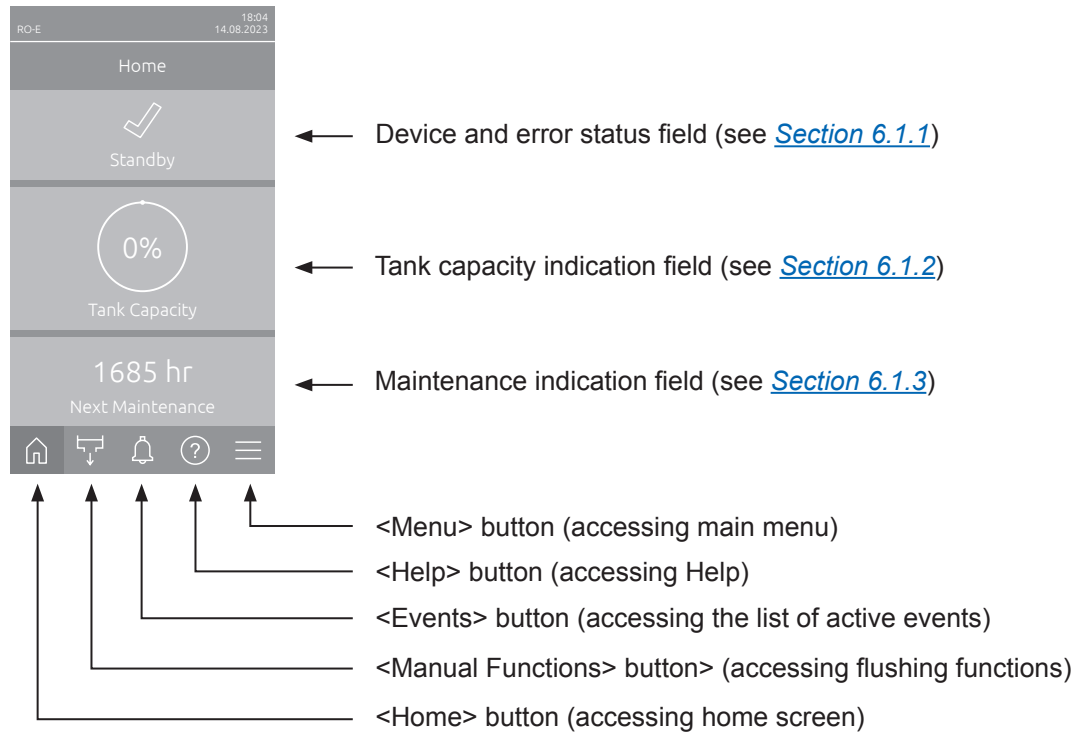 18:04
RO-E 14.08.2023
Home
Standby
Device and error status field (see Section 6.1.1)
0%
Tank Capacity
Tank capacity indication field (see Section 6.1.2)
1685 hr
Next Maintenance
Maintenance indication field (see Section 6.1.3)
?
<Menu> button (accessing main menu)
<Help> button (accessing Help)
<Events> button (accessing the list of active events)
<Manual Functions> button> (accessing flushing functions)
<Home> button (accessing home screen)